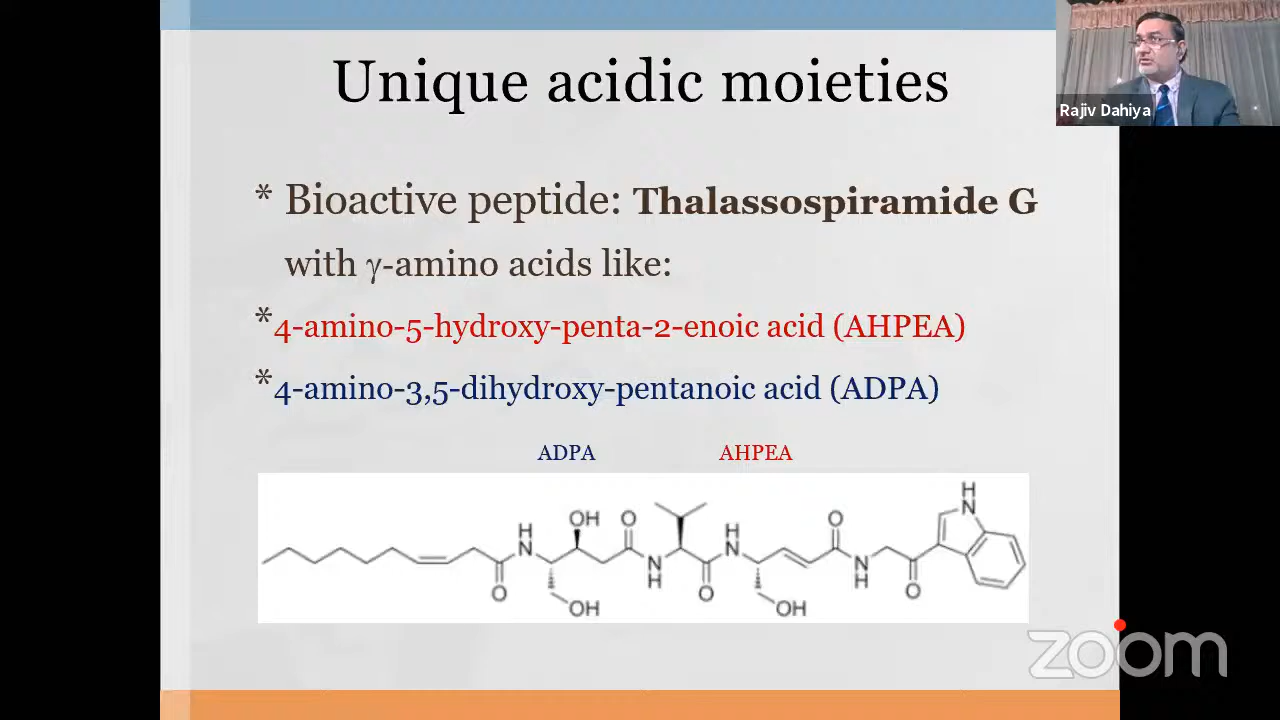 Unique acidic moieties
Rajiv Dahiya
* Bioactive peptide: Thalassospiramide G
with γ-amino acids like:
*4-amino-5-hydroxy-penta-2-enoic acid (AHPEA)
*4-amino-3,5-dihydroxy-pentanoic acid (ADPA)
ADPA AHPEA
H
N
OH
O
O
N
H
OH
O
H
N
OH
O
N
H
O
H
N
zoom